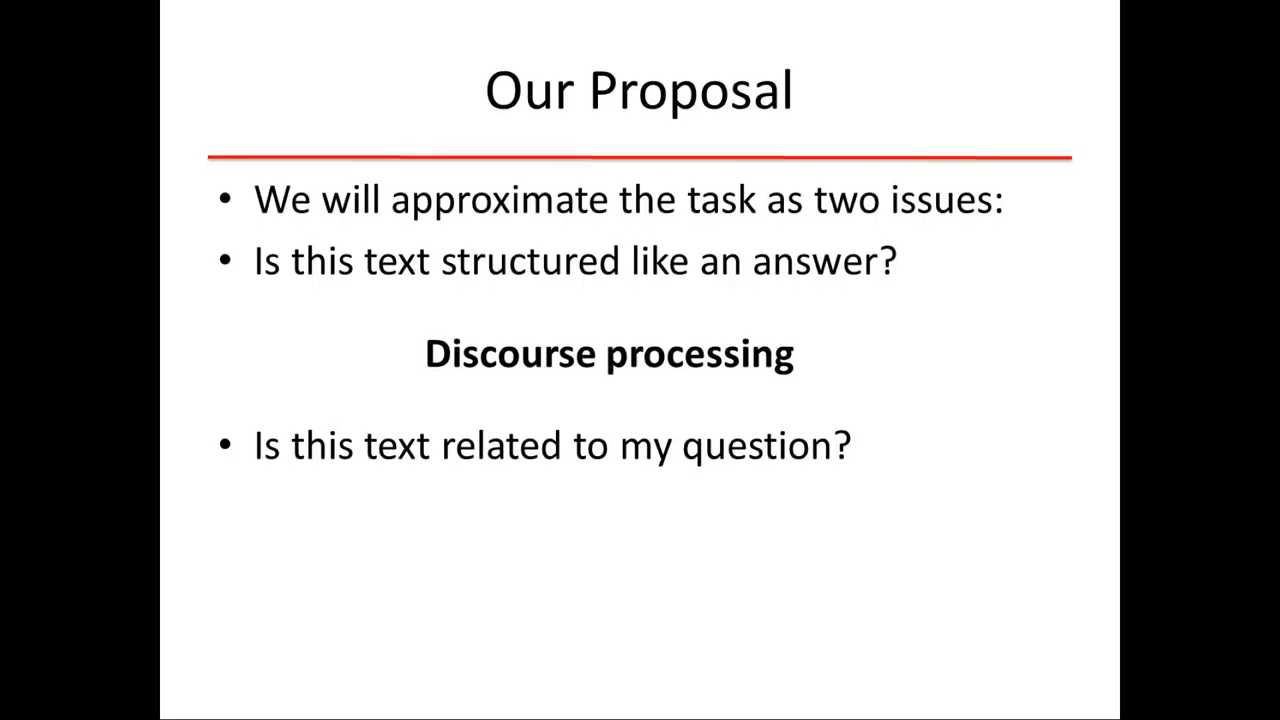 Our Proposal
• We will approximate the task as two issues:
• Is this text structured like an answer?
Discourse processing
• Is this text related to my question?